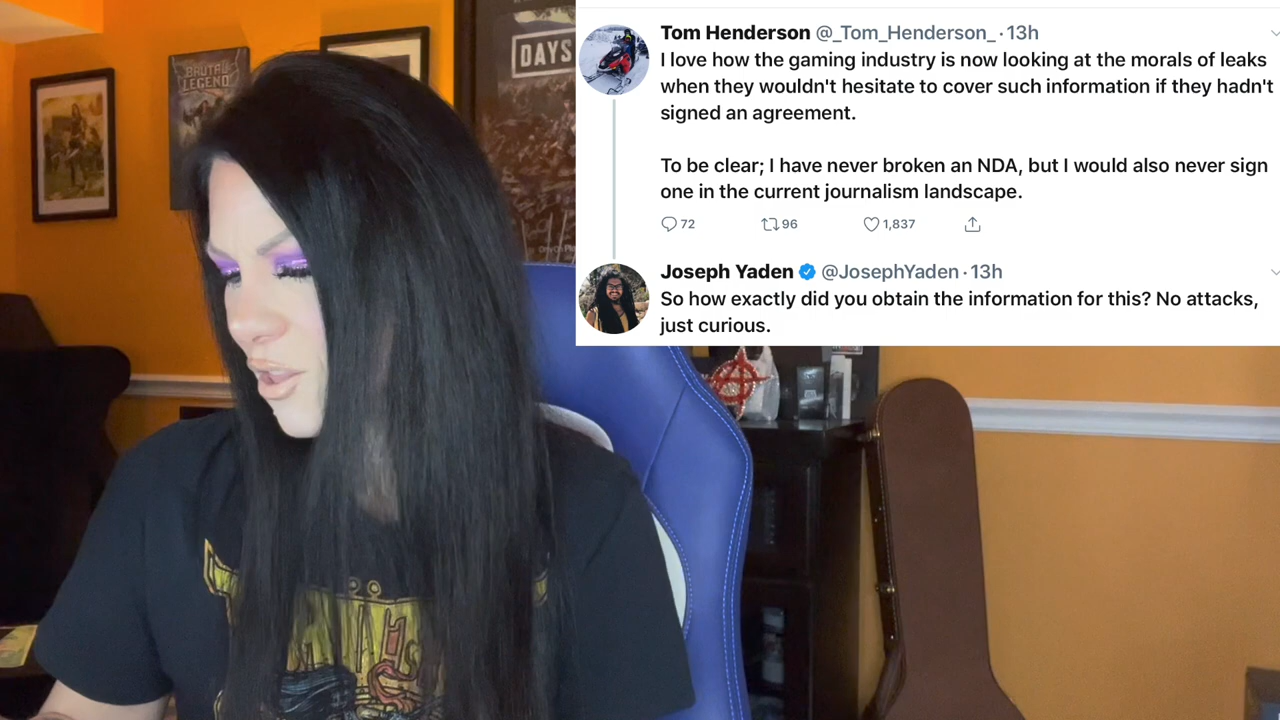 Tom Henderson @_Tom_Henderson_ · 13h
I love how the gaming industry is now looking at the morals of leaks
when they wouldn't hesitate to cover such information if they hadn't
signed an agreement.
To be clear; I have never broken an NDA, but I would also never sign
one in the current journalism landscape.
72 96 1,837
Joseph Yaden @JosephYaden · 13h
So how exactly did you obtain the information for this? No attacks,
just curious.
BRUTAL
LEGEND
DAYS